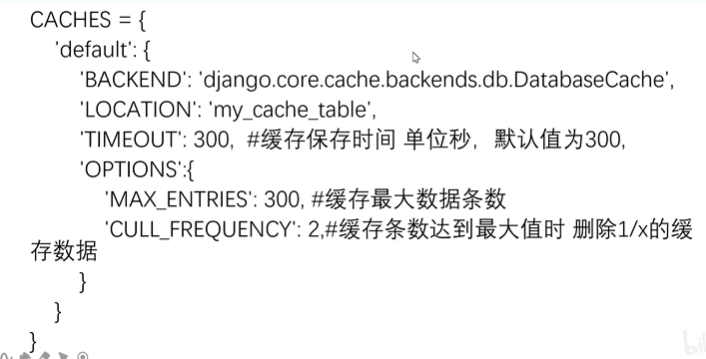 CACHES = {
'default': {
'BACKEND': 'django.core.cache.backends.db.DatabaseCache',
'LOCATION': 'my_cache_table',
'TIMEOUT': 300,  #缓存保存时间 单位秒，默认值为300,
'OPTIONS':{
'MAX_ENTRIES': 300, #缓存最大数据条数
'CULL_FREQUENCY': 2,#缓存条数达到最大值时 删除1/x的缓
存数据
}
}
}
bil